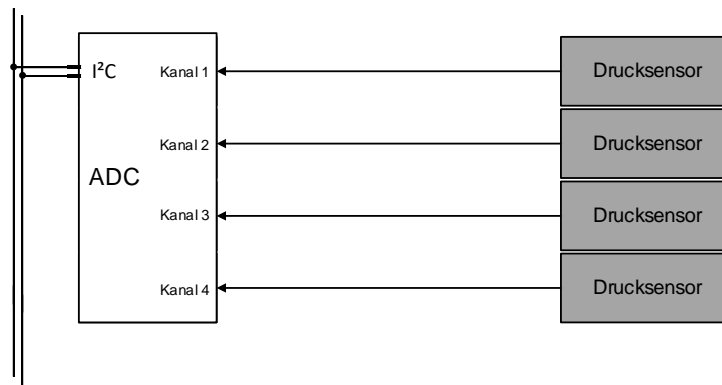 I²C
Kanal 1
Drucksensor
Kanal 2
Drucksensor
ADC
Kanal 3
Drucksensor
Kanal 4
Drucksensor